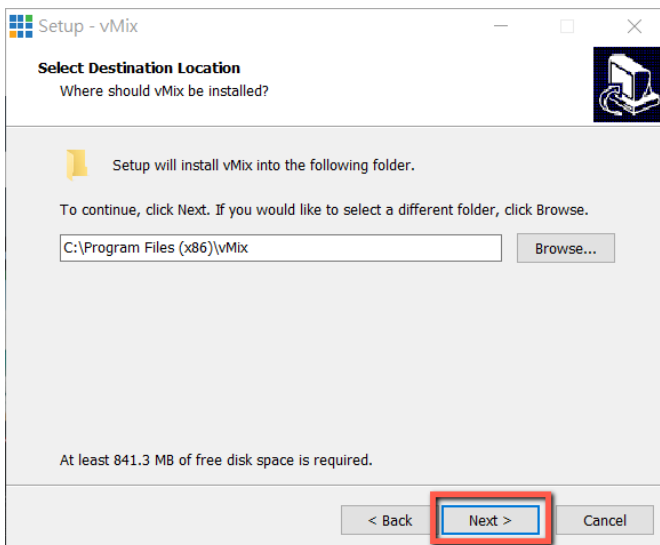 Setup - vMix
Select Destination Location
Where should vMix be installed?
Setup will install vMix into the following folder.
To continue, click Next. If you would like to select a different folder, click Browse.
C:\Program Files (x86)\vMix
Browse...
At least 841.3 MB of free disk space is required.
< Back
Next >
Cancel